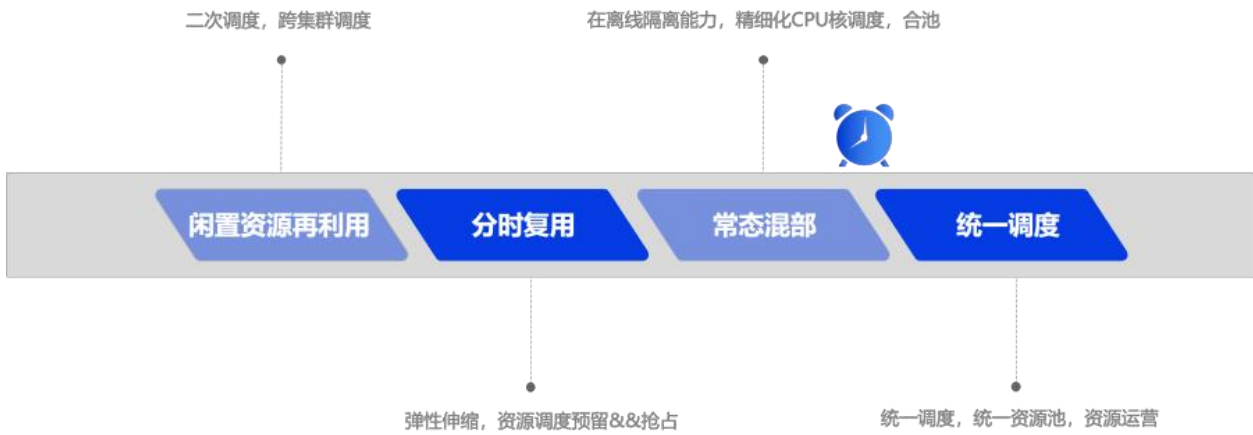 二次调度，跨集群调度
在离线隔离能力，精细化CPU核调度，合池
闲置资源再利用
分时复用
常态混部
统一调度
弹性伸缩，资源调度预留&&抢占
统一调度，统一资源池，资源运营